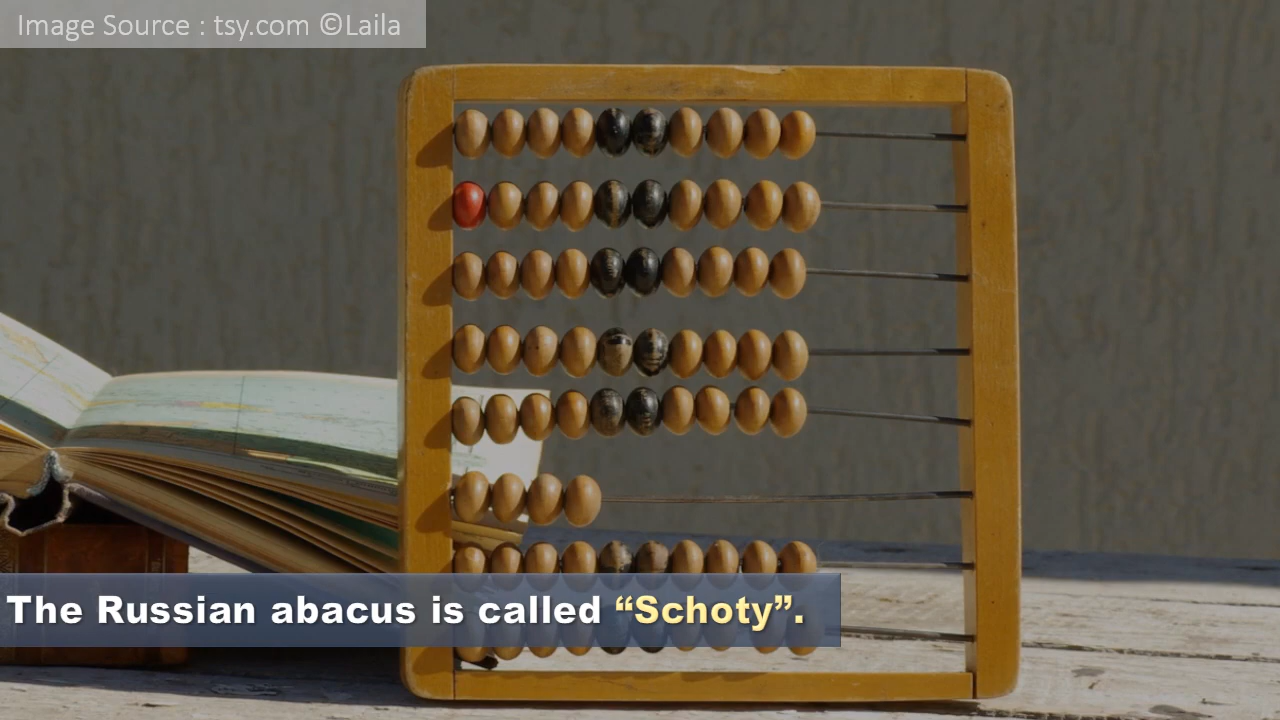 Image Source : tsy.com ©Laila
The Russian abacus is called “Schoty”.